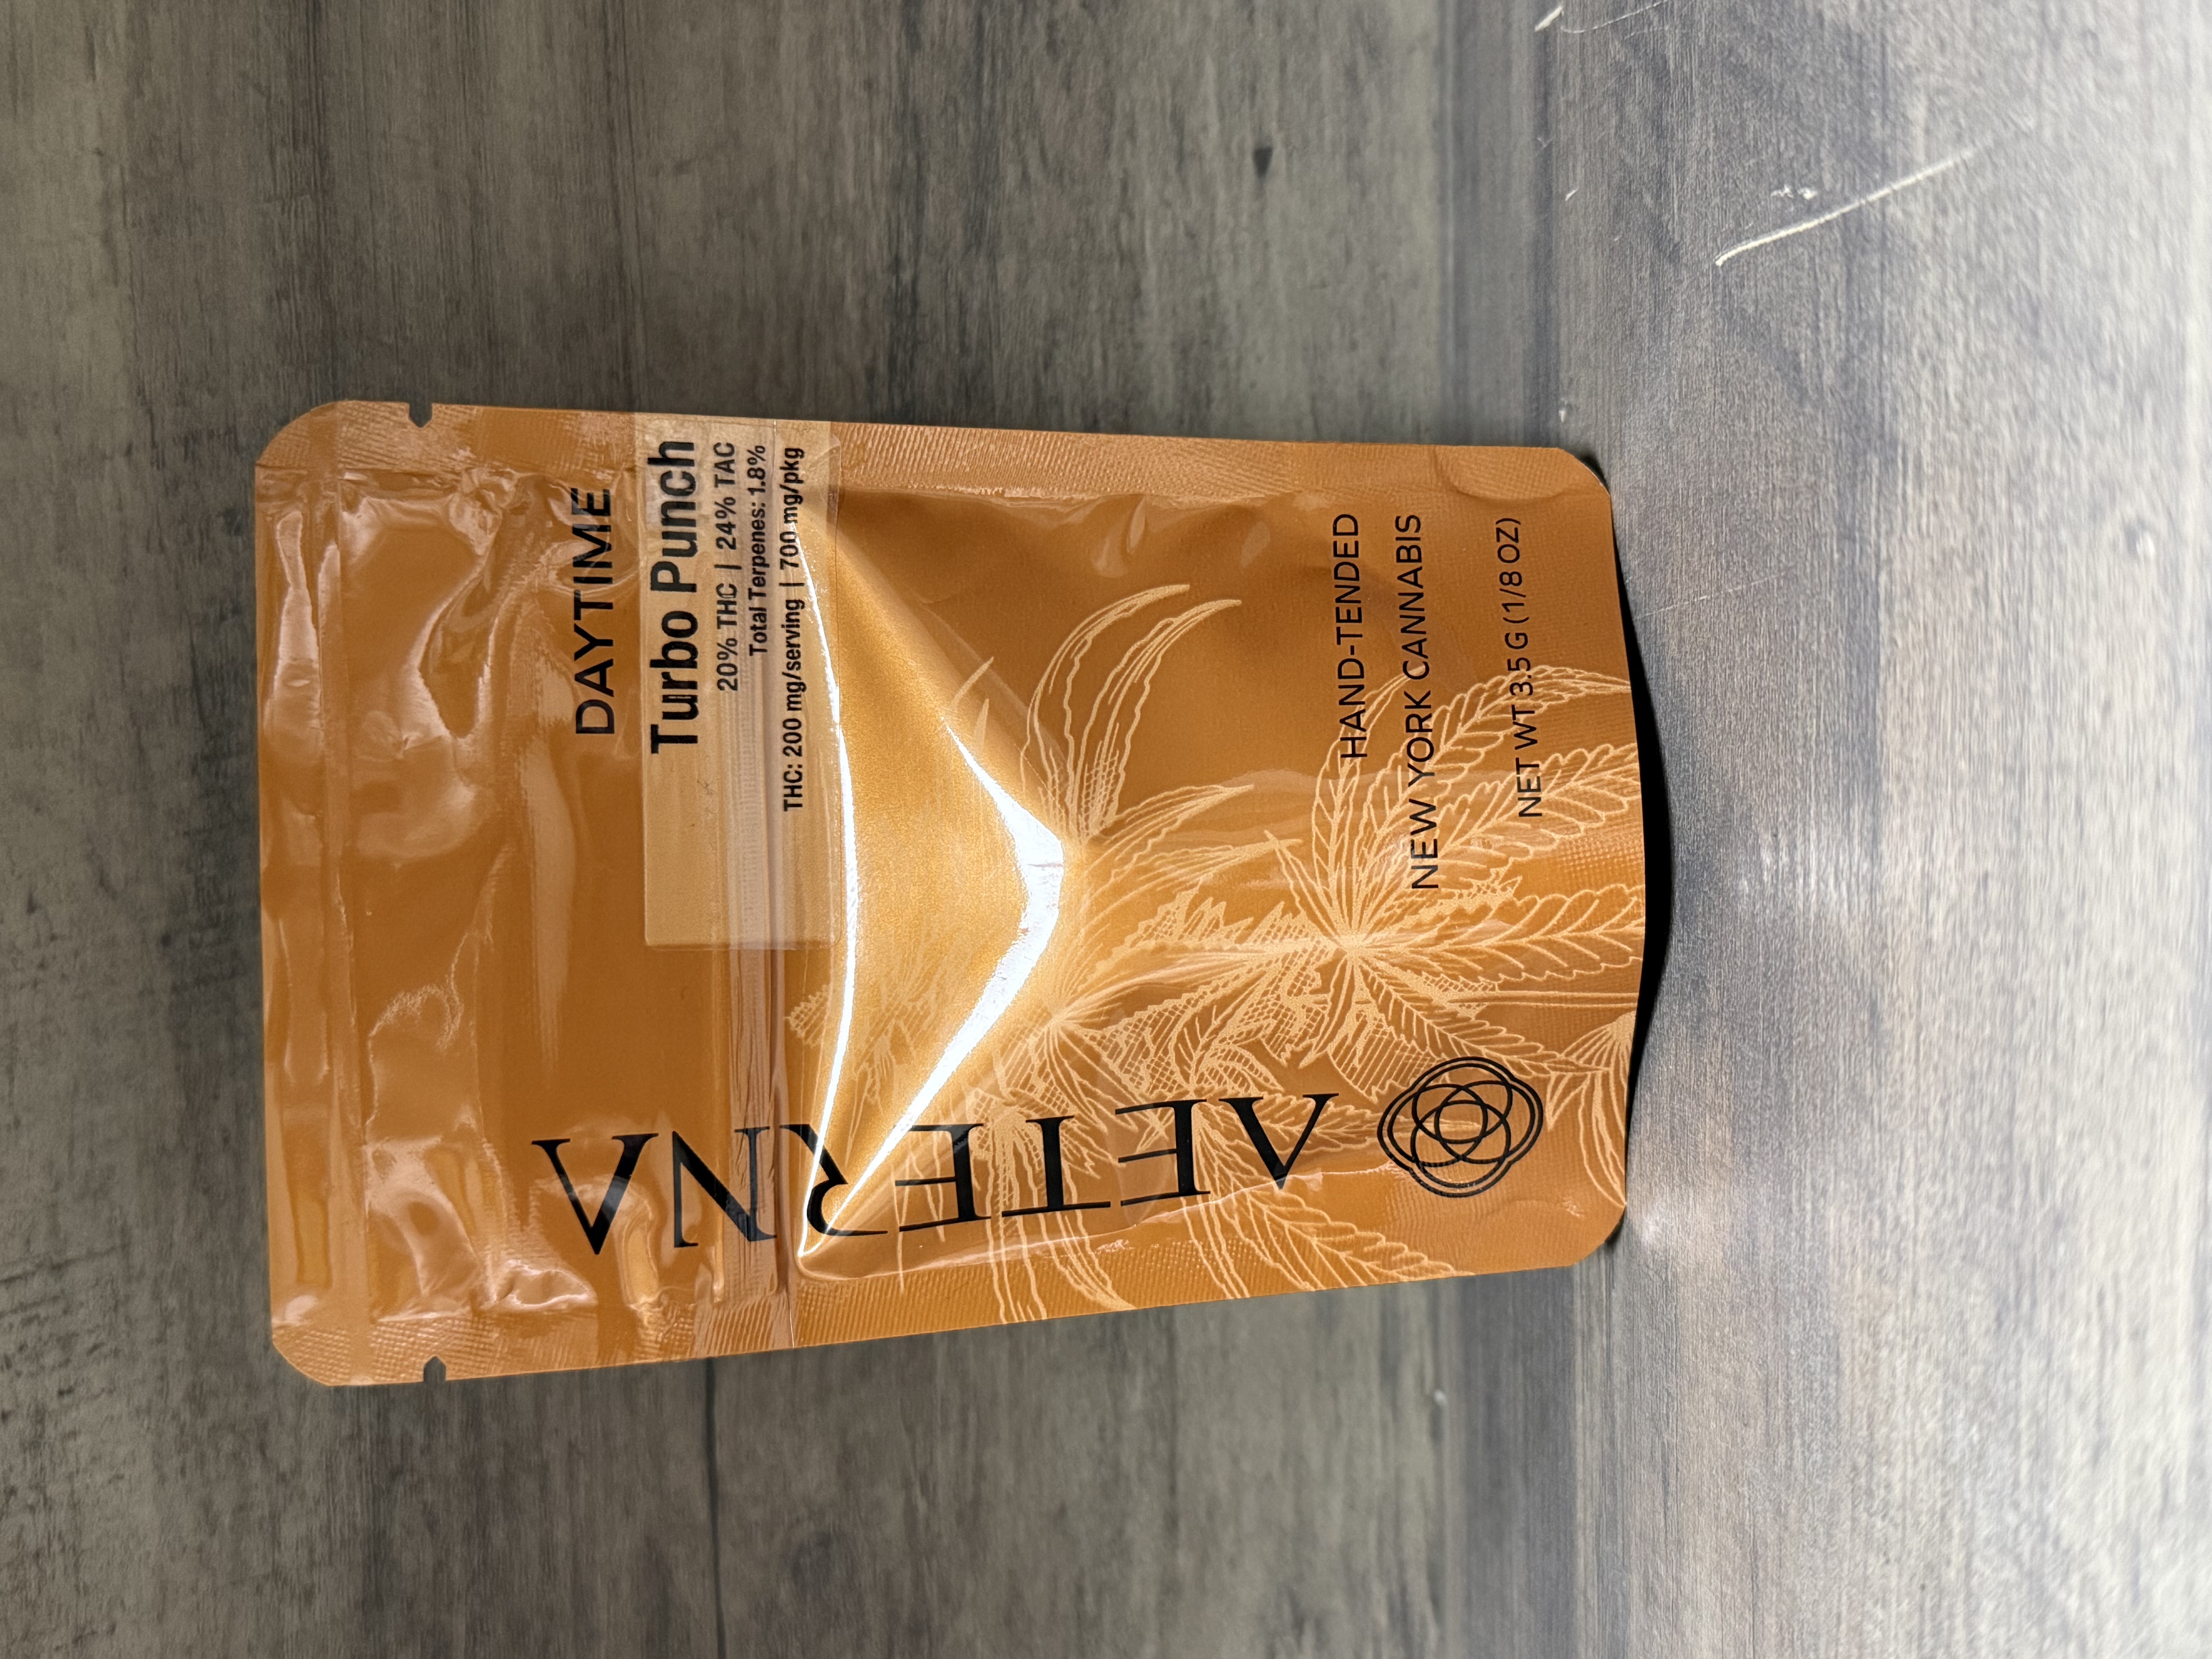 DAYTIME
Turbo Punch
20% THC | 24% TAC
Total Terpenes: 1.8%
THC: 200 mg/serving | 700 mg/pkg
AETERNA
HAND-TENDED
NEW YORK CANNABIS
NET WT 3.5 G (1/8 OZ)